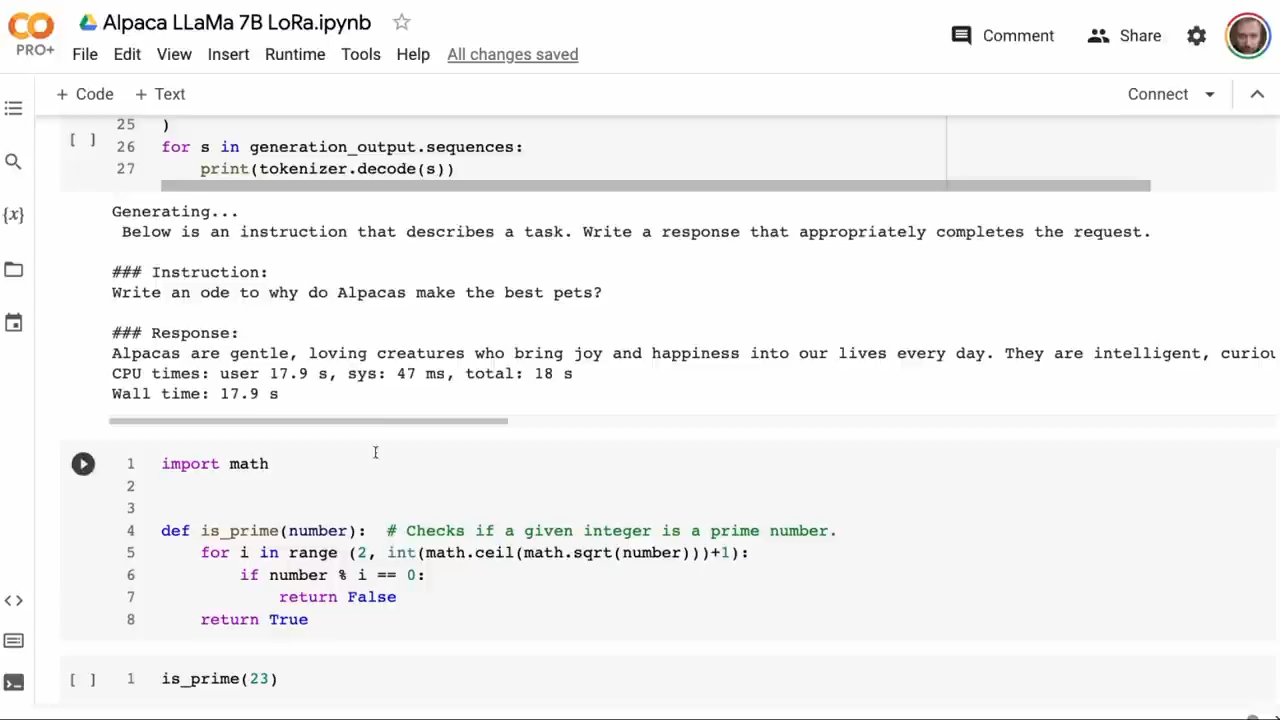 CO
PRO+
Alpaca LLaMa 7B LoRa.ipynb
File Edit View Insert Runtime Tools Help All changes saved
Comment Share
+ Code + Text
Connect
{x}
[ ]
25 )
26 for s in generation_output.sequences:
27 print(tokenizer.decode(s))
Generating...
Below is an instruction that describes a task. Write a response that appropriately completes the request.
### Instruction:
Write an ode to why do Alpacas make the best pets?
### Response:
Alpacas are gentle, loving creatures who bring joy and happiness into our lives every day. They are intelligent, curiou
CPU times: user 17.9 s, sys: 47 ms, total: 18 s
Wall time: 17.9 s
1 import math
2
3
4 def is_prime(number): # Checks if a given integer is a prime number.
5 for i in range (2, int(math.ceil(math.sqrt(number)))+1):
6 if number % i == 0:
7 return False
8 return True
[ ] 1 is_prime(23)